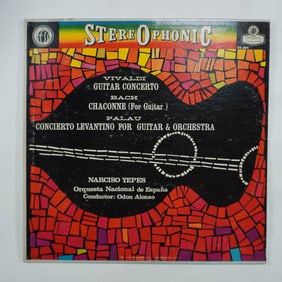 STEREOPHONIC
VIVALDI
GUITAR CONCERTO
BACH
CHACONNE (For Guitar)
PALAU
CONCIERTO LEVANTINO FOR GUITAR & ORCHESTRA
NARCISO YEPES
Orquesta Nacional de España
Conductor: Odon Alonso